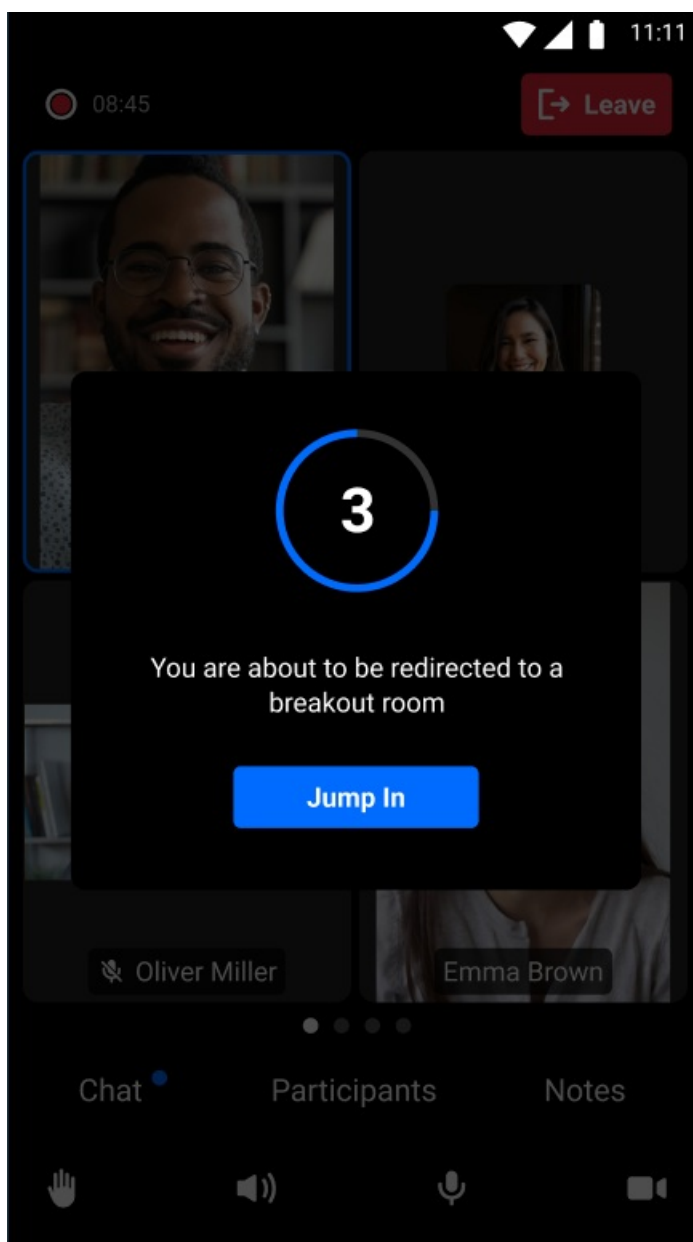 11:11
08:45
Leave
3
You are about to be redirected to a
breakout room
Jump In
Oliver Miller
Emma Brown
Chat
Participants
Notes